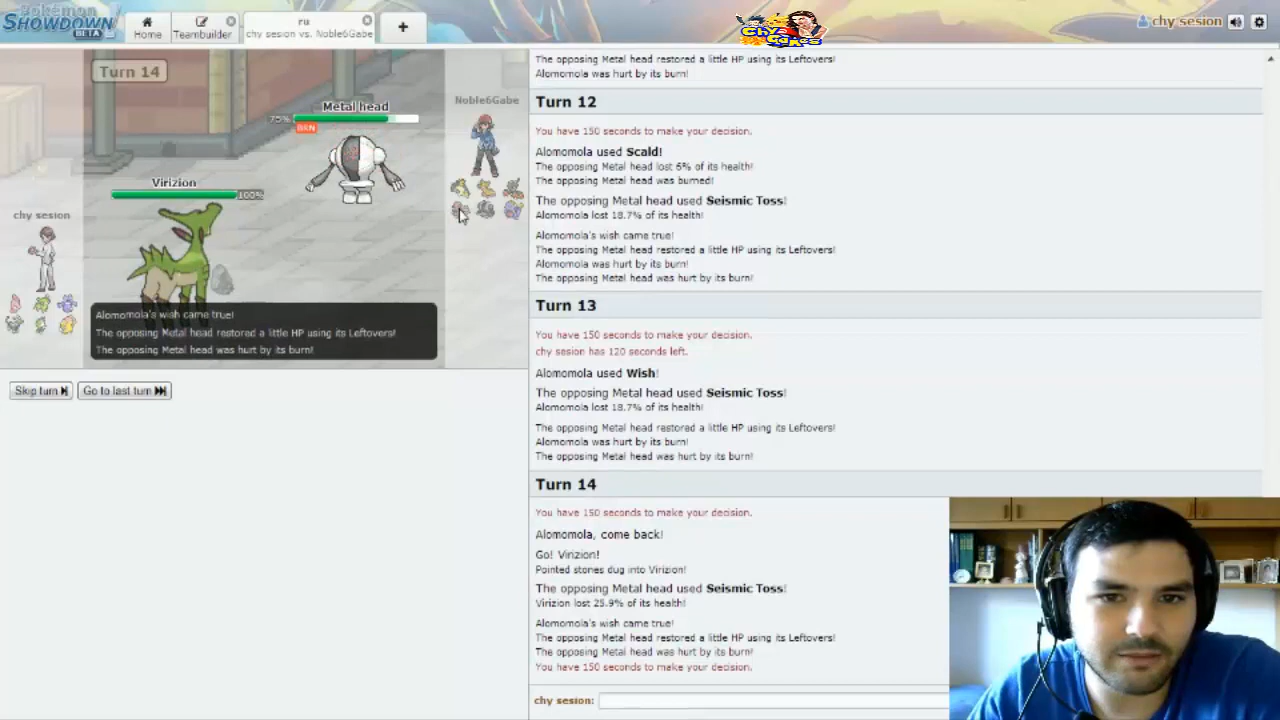 Pokémon
SHOWDOWN
BETA
Home
Teambuilder
ru
chy sesion vs. Noble6Gabe
+
Chy-Games
chy sesion
Turn 14
Metal head
75%
BRN
Noble6Gabe
Virizion
100%
chy sesion
Alomomola's wish came true!
The opposing Metal head restored a little HP using its Leftovers!
The opposing Metal head was hurt by its burn!
Skip turn
Go to last turn
The opposing Metal head restored a little HP using its Leftovers!
Alomomola was hurt by its burn!
Turn 12
You have 150 seconds to make your decision.
Alomomola used Scald!
The opposing Metal head lost 6% of its health!
The opposing Metal head was burned!
The opposing Metal head used Seismic Toss!
Alomomola lost 18.7% of its health!
Alomomola's wish came true!
The opposing Metal head restored a little HP using its Leftovers!
Alomomola was hurt by its burn!
The opposing Metal head was hurt by its burn!
Turn 13
You have 150 seconds to make your decision.
chy sesion has 120 seconds left.
Alomomola used Wish!
The opposing Metal head used Seismic Toss!
Alomomola lost 18.7% of its health!
The opposing Metal head restored a little HP using its Leftovers!
Alomomola was hurt by its burn!
The opposing Metal head was hurt by its burn!
Turn 14
You have 150 seconds to make your decision.
Alomomola, come back!
Go! Virizion!
Pointed stones dug into Virizion!
The opposing Metal head used Seismic Toss!
Virizion lost 25.9% of its health!
Alomomola's wish came true!
The opposing Metal head restored a little HP using its Leftovers!
The opposing Metal head was hurt by its burn!
You have 150 seconds to make your decision.
chy sesion: